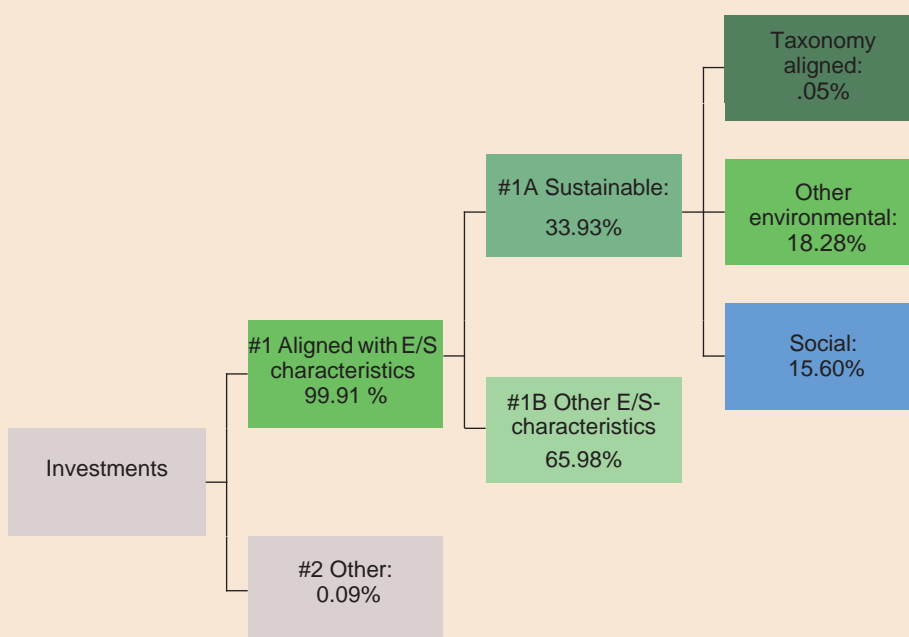 Taxonomy
aligned:
.05%
#1A Sustainable:
33.93%
Other
environmental:
18.28%
#1 Aligned with E/S
characteristics
99.91 %
Social:
15.60%
#1B Other E/S-
characteristics
65.98%
Investments
#2 Other:
0.09%